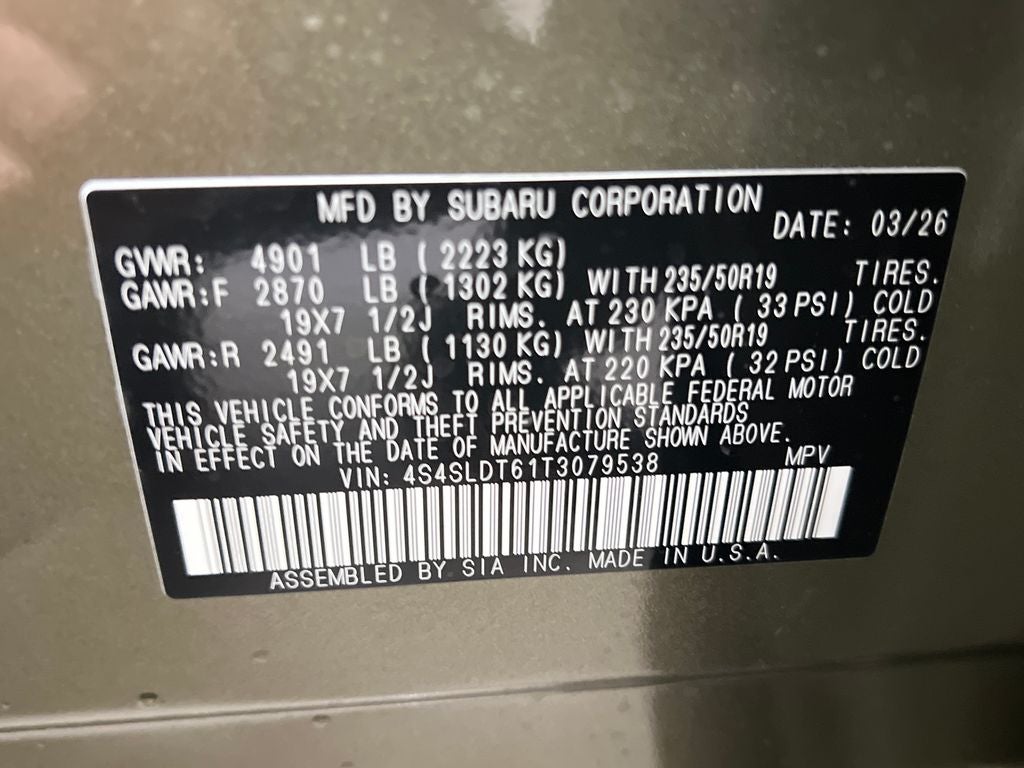 MFD BY SUBARU CORPORATION DATE: 03/26
GVWR: 4901 LB ( 2223 KG)
GAWR:F 2870 LB ( 1302 KG) WITH 235/50R19 TIRES.
19X7 1/2J RIMS. AT 230 KPA ( 33 PSI) COLD
GAWR:R 2491 LB ( 1130 KG) WITH 235/50R19 TIRES.
19X7 1/2J RIMS. AT 220 KPA ( 32 PSI) COLD
THIS VEHICLE CONFORMS TO ALL APPLICABLE FEDERAL MOTOR
VEHICLE SAFETY AND THEFT PREVENTION STANDARDS
IN EFFECT ON THE DATE OF MANUFACTURE SHOWN ABOVE.
VIN: 4S4SLDT61T3079538 MPV
ASSEMBLED BY SIA INC. MADE IN U.S.A.